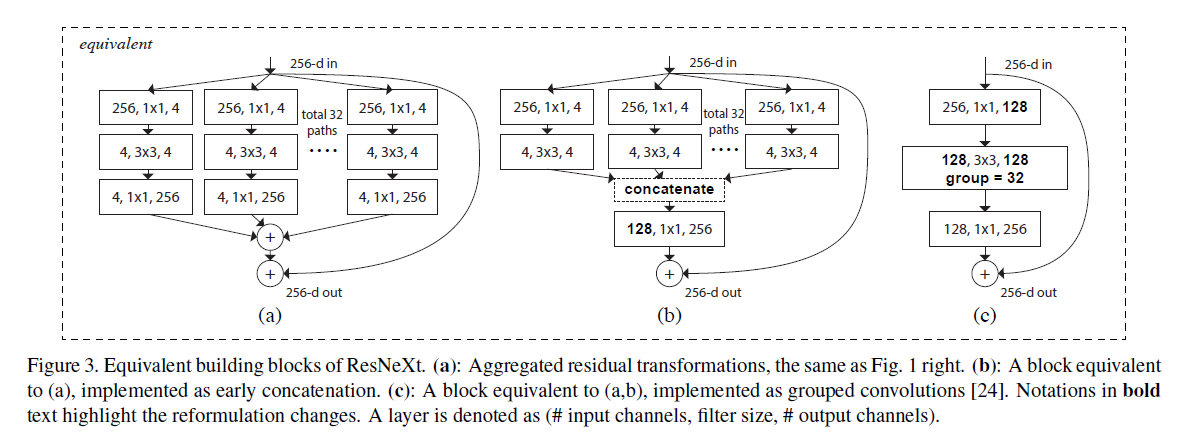 equivalent
256-d in
256, 1x1, 4
256, 1x1, 4
total 32
paths
....
256, 1x1, 4
4, 3x3, 4
4, 3x3, 4
4, 3x3, 4
4, 1x1, 256
4, 1x1, 256
4, 1x1, 256
+
+
256-d out
(a)
256-d in
256, 1x1, 4
256, 1x1, 4
total 32
paths
....
256, 1x1, 4
4, 3x3, 4
4, 3x3, 4
4, 3x3, 4
concatenate
128, 1x1, 256
+
256-d out
(b)
256-d in
256, 1x1, 128
128, 3x3, 128
group = 32
128, 1x1, 256
+
256-d out
(c)
Figure 3. Equivalent building blocks of ResNeXt. (a): Aggregated residual transformations, the same as Fig. 1 right. (b): A block equivalent
to (a), implemented as early concatenation. (c): A block equivalent to (a,b), implemented as grouped convolutions [24]. Notations in bold
text highlight the reformulation changes. A layer is denoted as (# input channels, filter size, # output channels).